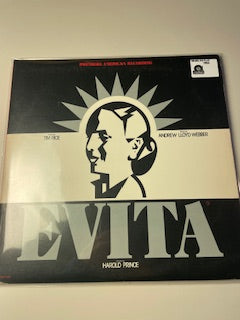 PREMIERE AMERICAN RECORDING
TIM RICE
ANDREW LLOYD WEBBER
EVITA
HAROLD PRINCE